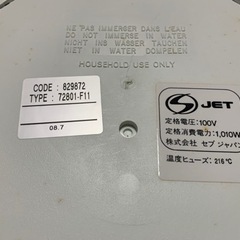 NE PAS IMMERSER DANS L'EAU
DO NOT IMMERSE IN WATER
NICHT INS WASSER TAUCHEN
NIET IN WATER DOMPELEN
HOUSEHOLD USE ONLY
CODE : 829872
TYPE : 72801-F11
08.7
JET
定格電圧:100V
定格消費電力:1,010W
株式会社 セブ ジャパン
温度ヒューズ: 216℃